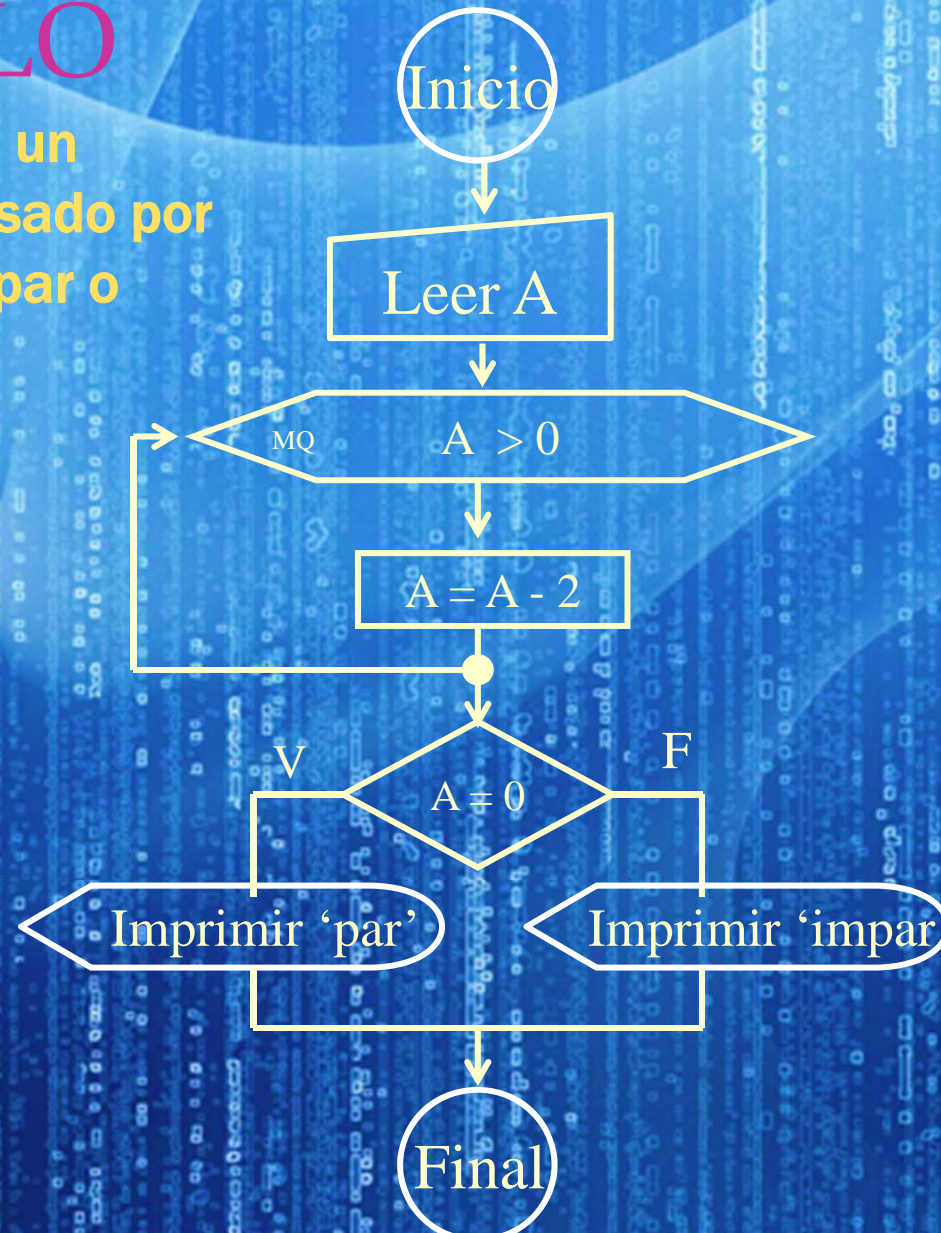 LO
un
sado por
par o
Inicio
Leer A
MQ A > 0
A = A - 2
V
F
A = 0
Imprimir ‘par’
Imprimir ‘impar
Final